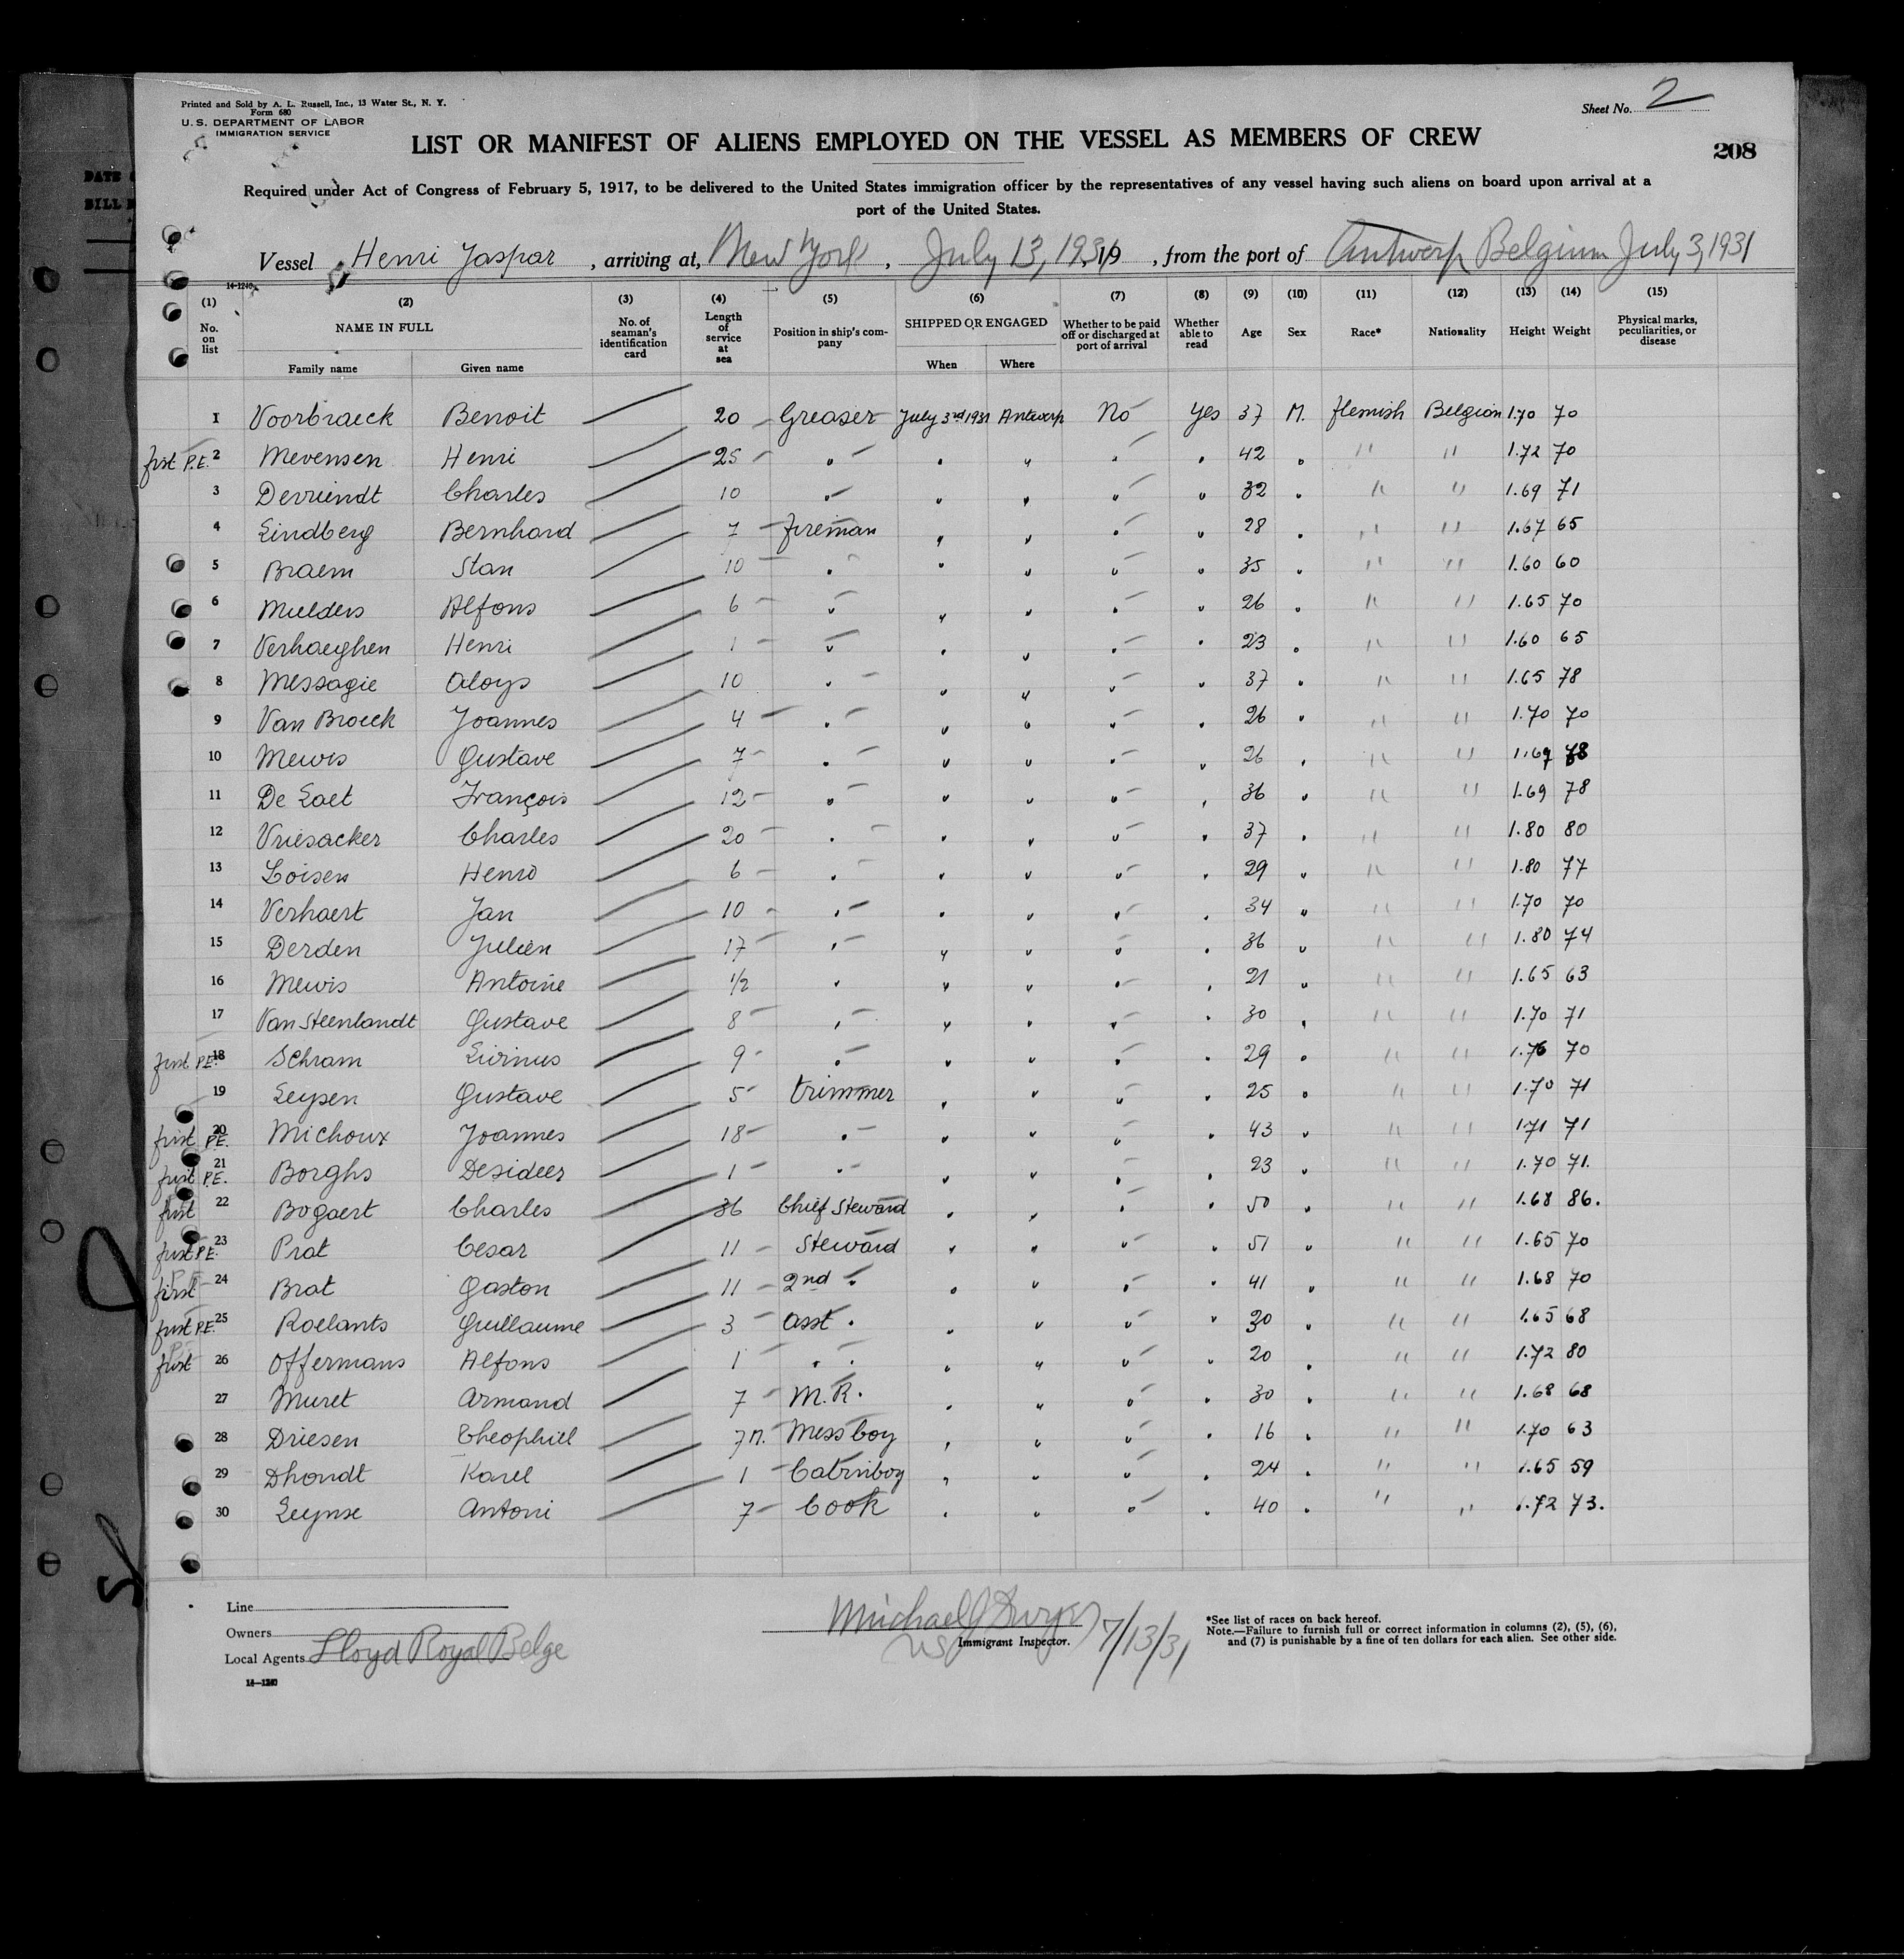 Printed and Sold by A. L. Russell, Inc., 13 Water St., N. Y.
Form 680
U. S. DEPARTMENT OF LABOR
IMMIGRATION SERVICE
Sheet No. 2
LIST OR MANIFEST OF ALIENS EMPLOYED ON THE VESSEL AS MEMBERS OF CREW
208
Required under Act of Congress of February 5, 1917, to be delivered to the United States immigration officer by the representatives of any vessel having such aliens on board upon arrival at a
port of the United States.
Vessel Henri Jaspar, arriving at, New York, July 13, 1931, 19, from the port of Antwerp Belgium July 3, 1931
14-1240
(1) (2) (3) (4) (5) (6) (7) (8) (9) (10) (11) (12) (13) (14) (15)
No. on list NAME IN FULL Family name Given name No. of seaman's identification card Length of service at sea Position in ship's company SHIPPED OR ENGAGED When Where Whether to be paid off or discharged at port of arrival Whether able to read Age Sex Race* Nationality Height Weight Physical marks, peculiarities, or disease
1 Voorbraeck Benoit 20 Greaser July 3rd 1931 Antwerp No Yes 37 M. flemish Belgion 1.70 70
first P.E. 2 Mevensen Henri 25 " " " " " 42 " " " 1.72 70
3 Derriendt Charles 10 " " " " " 32 " " " 1.69 71
4 Lindberg Bernhard 7 fireman " " " " 28 " " " 1.67 65
5 Braem Stan 10 " " " " " 35 " " " 1.60 60
6 Mulders Alfons 6 " " " " " 26 " " " 1.65 70
7 Verhaeghen Henri 1 " " " " " 23 " " " 1.60 65
8 Messagie Aloys 10 " " " " " 37 " " " 1.65 78
9 Van Broeck Joannes 4 " " " " " 26 " " " 1.70 70
10 Mewis Gustave 7 " " " " " 26 " " " 1.69 78
11 De Laet François 12 " " " " " 36 " " " 1.69 78
12 Vriesacker Charles 20 " " " " " 37 " " " 1.80 80
13 Loisen Henri 6 " " " " " 29 " " " 1.80 77
14 Verhaert Jan 10 " " " " " 34 " " " 1.70 70
15 Derden Julien 17 " " " " " 36 " " " 1.80 74
16 Mewis Antoine 1/2 " " " " " 21 " " " 1.65 63
17 Van Steenlandt Gustave 8 " " " " " 30 " " " 1.70 71
first P.E. 18 Schram Livinus 9 " " " " " 29 " " " 1.76 70
19 Leysen Gustave 5 trimmer " " " " 25 " " " 1.70 71
first P.E. 20 Michoux Joannes 18 " " " " " 43 " " " 1.71 71
first P.E. 21 Borghs Desideer 1 " " " " " 23 " " " 1.70 71.
first 22 Bogaert Charles 36 Chief Steward " " " " 50 " " " 1.68 86.
first P.E. 23 Prat Cesar 11 Steward " " " " 51 " " " 1.65 70
first 24 Brat Gaston 11 2nd " " " " " 41 " " " 1.68 70
first P.E. 25 Roelants Guillaume 3 asst " " " " " 30 " " " 1.65 68
first 26 Offermans Alfons 1 " " " " " " 20 " " " 1.72 80
27 Muret Armand 7 M.R. " " " " 30 " " " 1.68 68
28 Driesen Theophiel 7 M. Messboy " " " " 16 " " " 1.70 63
29 Dhondt Karel 1 Cabinboy " " " " 24 " " " 1.65 59
30 Leynse Antoni 7 Cook " " " " 40 " " " 1.72 73.
Line
Owners
Local Agents Lloyd Royal Belge
14-1240
Michael J Dwyer
Immigrant Inspector. 7/13/31
*See list of races on back hereof.
Note.—Failure to furnish full or correct information in columns (2), (5), (6),
and (7) is punishable by a fine of ten dollars for each alien. See other side.